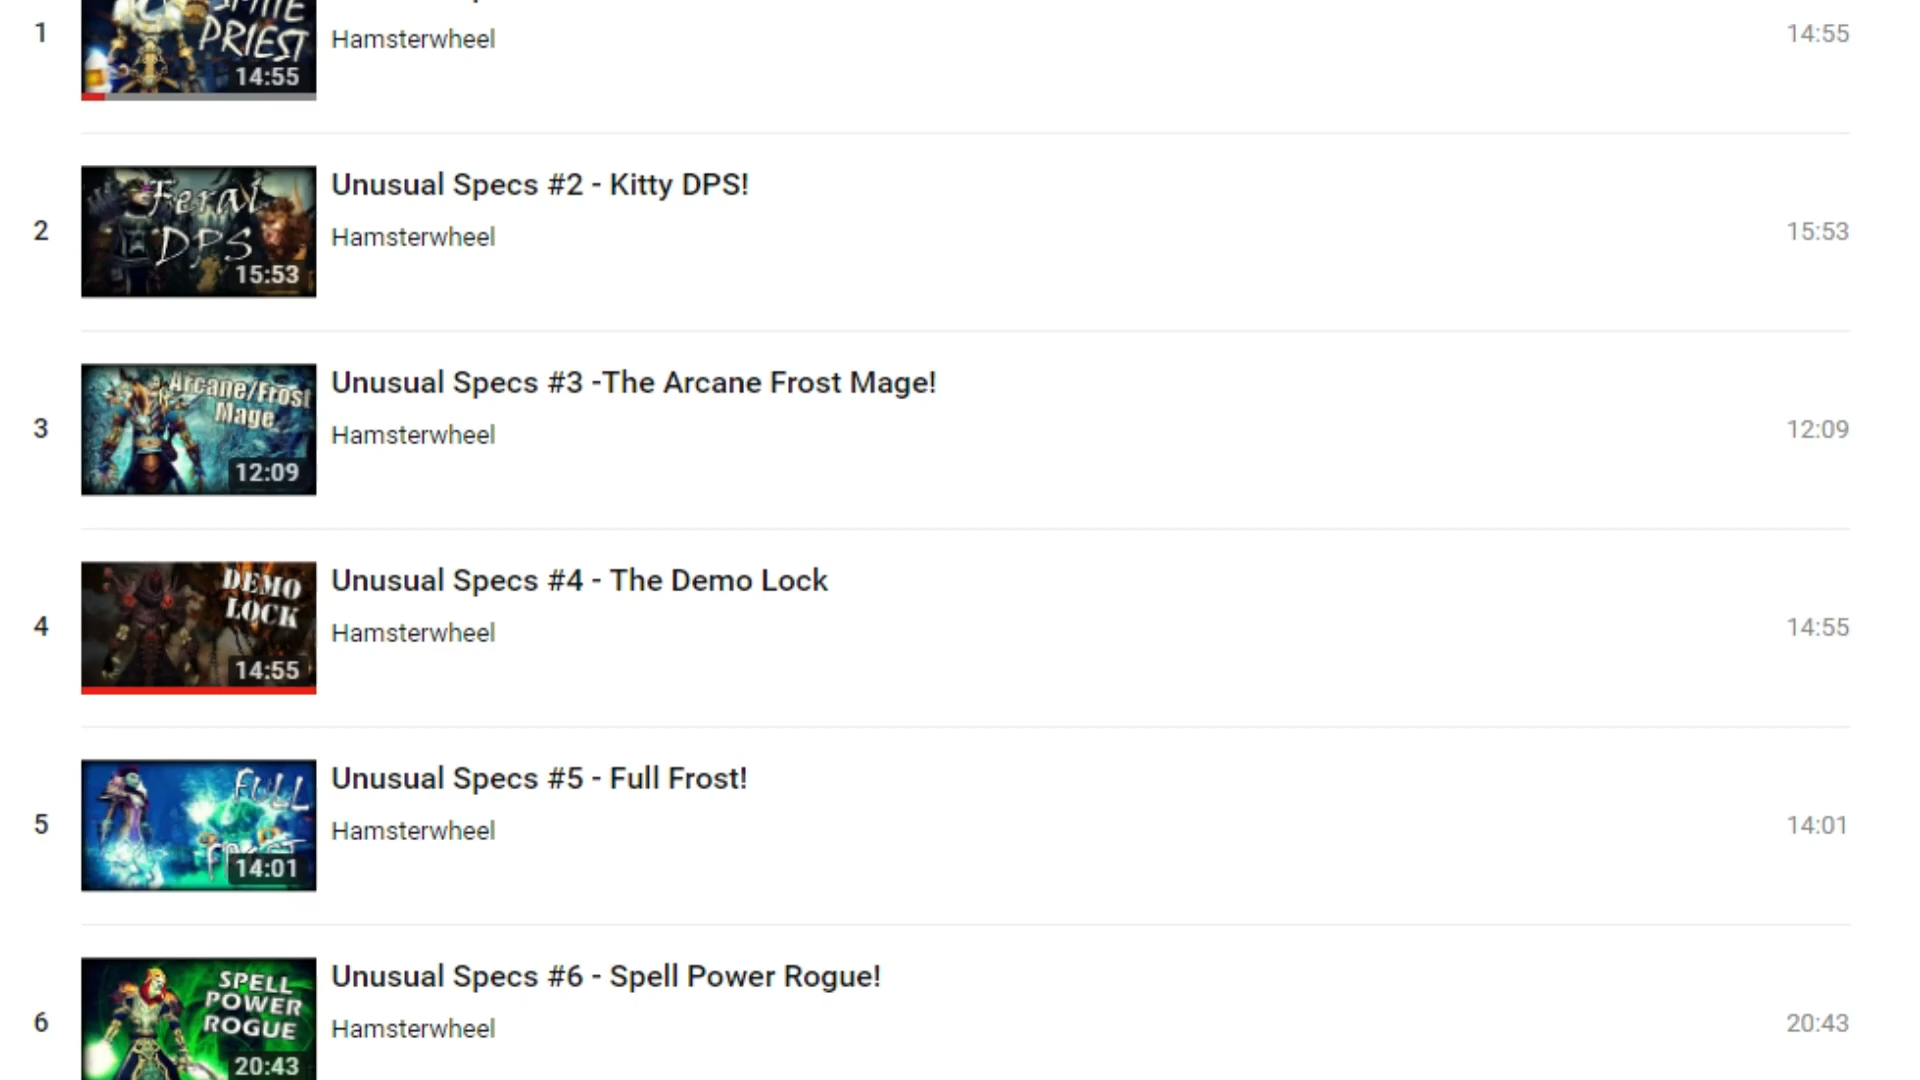 1
PRIEST
14:55
Hamsterwheel
14:55
2
Feral
DPS
15:53
Unusual Specs #2 - Kitty DPS!
Hamsterwheel
15:53
3
Arcane/Frost
Mage
12:09
Unusual Specs #3 -The Arcane Frost Mage!
Hamsterwheel
12:09
4
DEMO
LOCK
14:55
Unusual Specs #4 - The Demo Lock
Hamsterwheel
14:55
5
FULL
14:01
Unusual Specs #5 - Full Frost!
Hamsterwheel
14:01
6
SPELL
POWER
ROGUE
20:43
Unusual Specs #6 - Spell Power Rogue!
Hamsterwheel
20:43